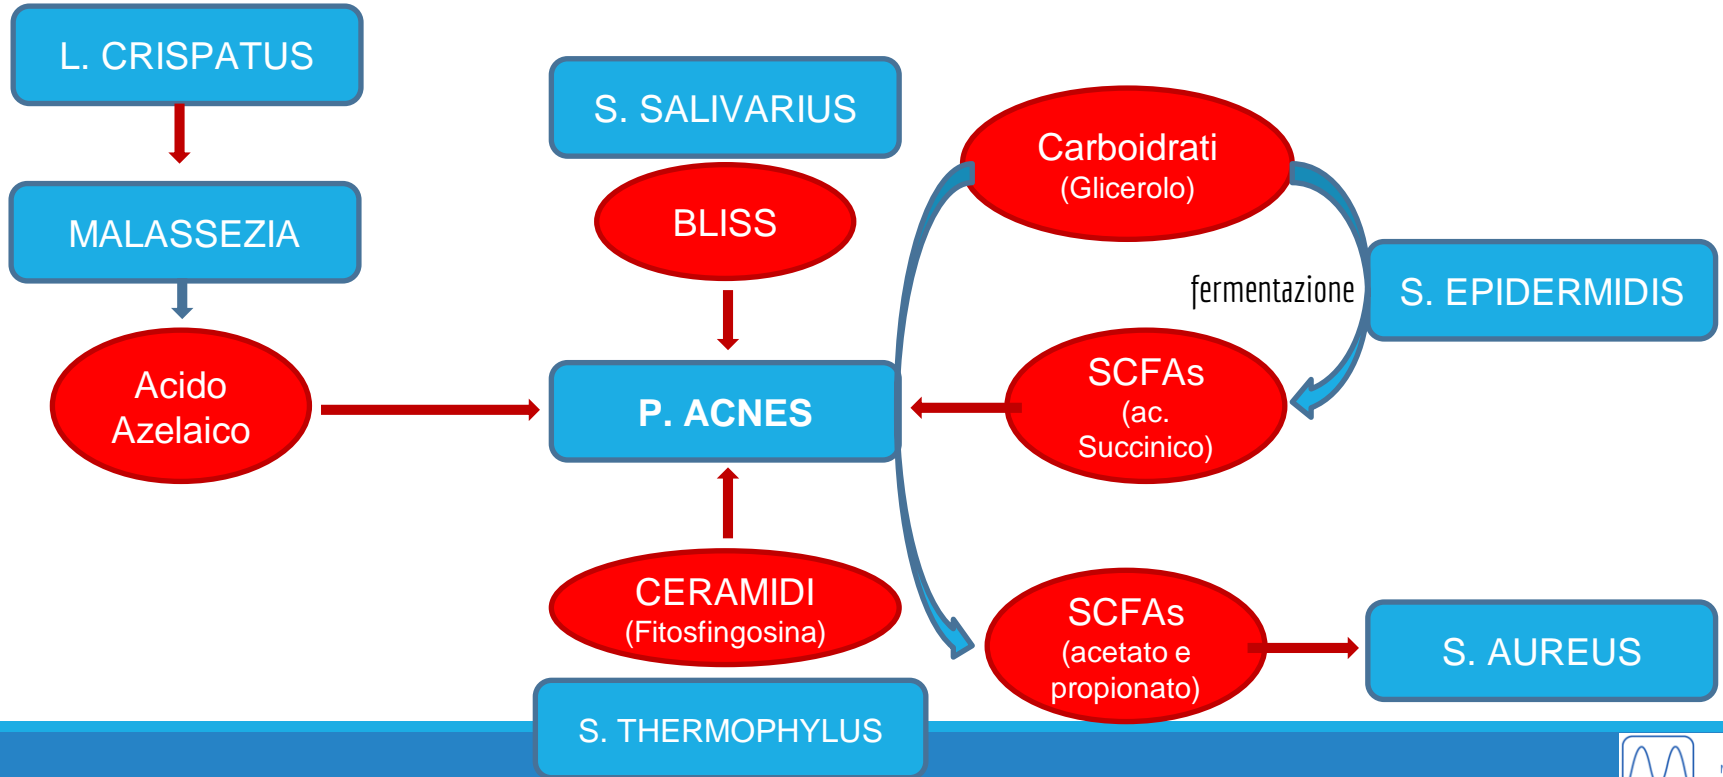 L. CRISPATUS
MALASSEZIA
Acido
Azelaico
S. SALIVARIUS
BLISS
P. ACNES
CERAMIDI
(Fitosfingosina)
S. THERMOPHYLUS
Carboidrati
(Glicerolo)
fermentazione
S. EPIDERMIDIS
SCFAs
(ac.
Succinico)
SCFAs
(acetato e
propionato)
S. AUREUS